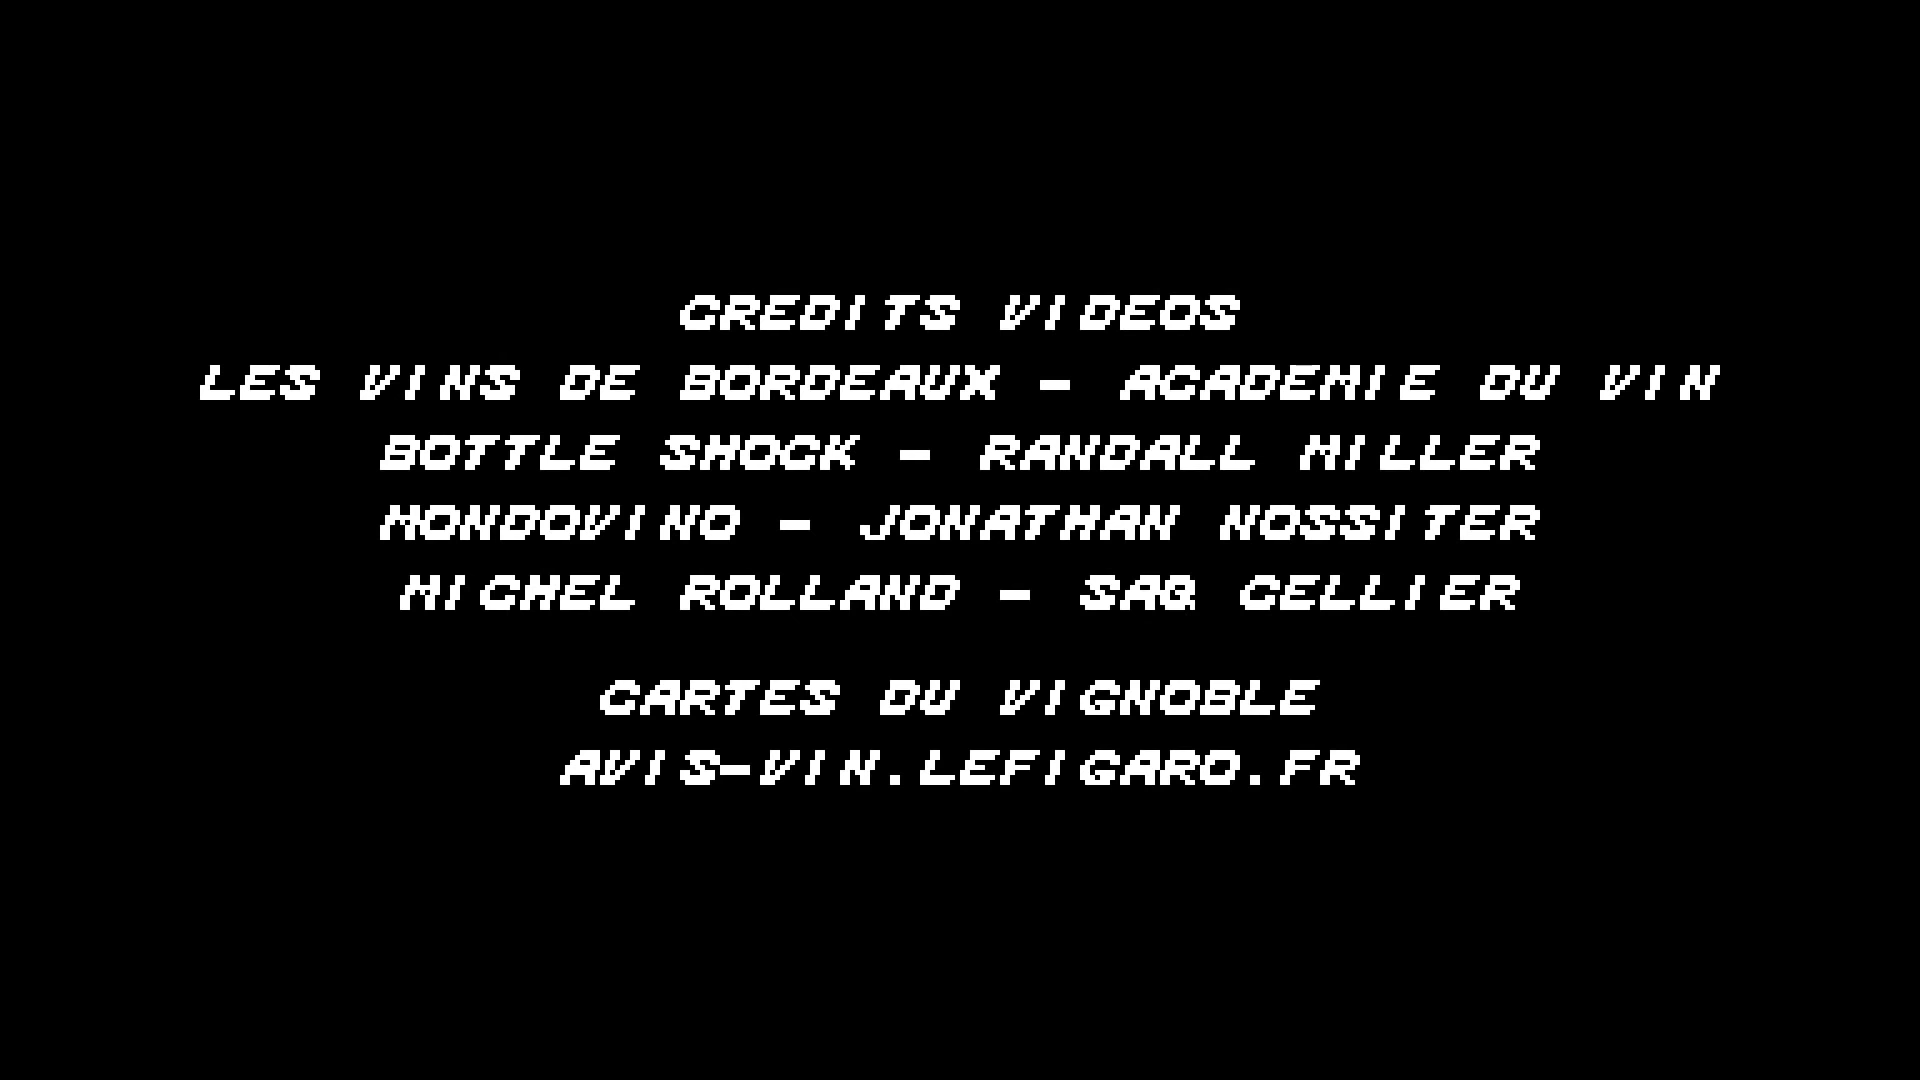 CREDITS VIDEOS
LES VINS DE BORDEAUX - ACADEMIE DU VIN
BOTTLE SHOCK - RANDALL MILLER
MONDOVINO - JONATHAN NOSSITER
MICHEL ROLLAND - SAQ CELLIER
CARTES DU VIGNOBLE
AVIS-VIN.LEFIGARO.FR